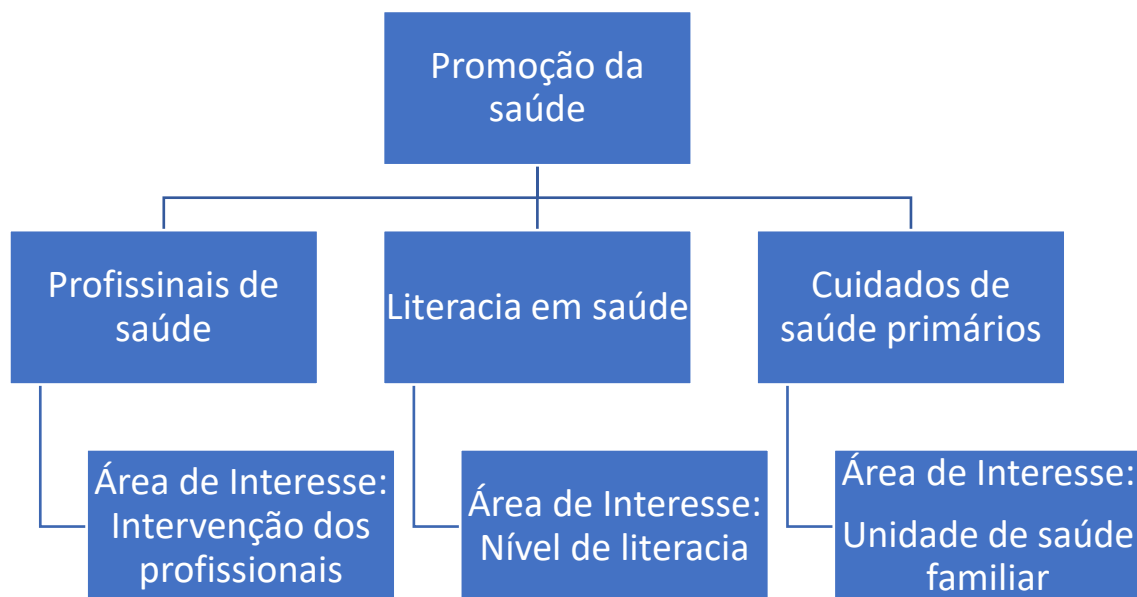 Promoção da
saúde
Profissinais de
saúde
Literacia em saúde
Cuidados de
saúde primários
Área de Interesse:
Intervenção dos
profissionais
Área de Interesse:
Nível de literacia
Área de Interesse:
Unidade de saúde
familiar